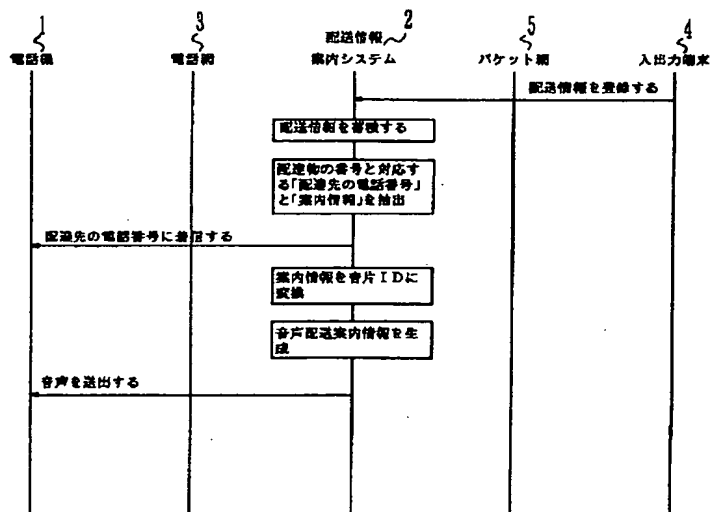 1
3
配送情報
2
5
4
電話機
電話網
案内システム
パケット網
入出力端末
配送情報を登録する
配送情報を蓄積する
配達物の番号と対応す
る「配達先の電話番号」
と「案内情報」を抽出
配達先の電話番号に着信する
案内情報を音片IDに
変換
音声配送案内情報を生
成
音声を送出する